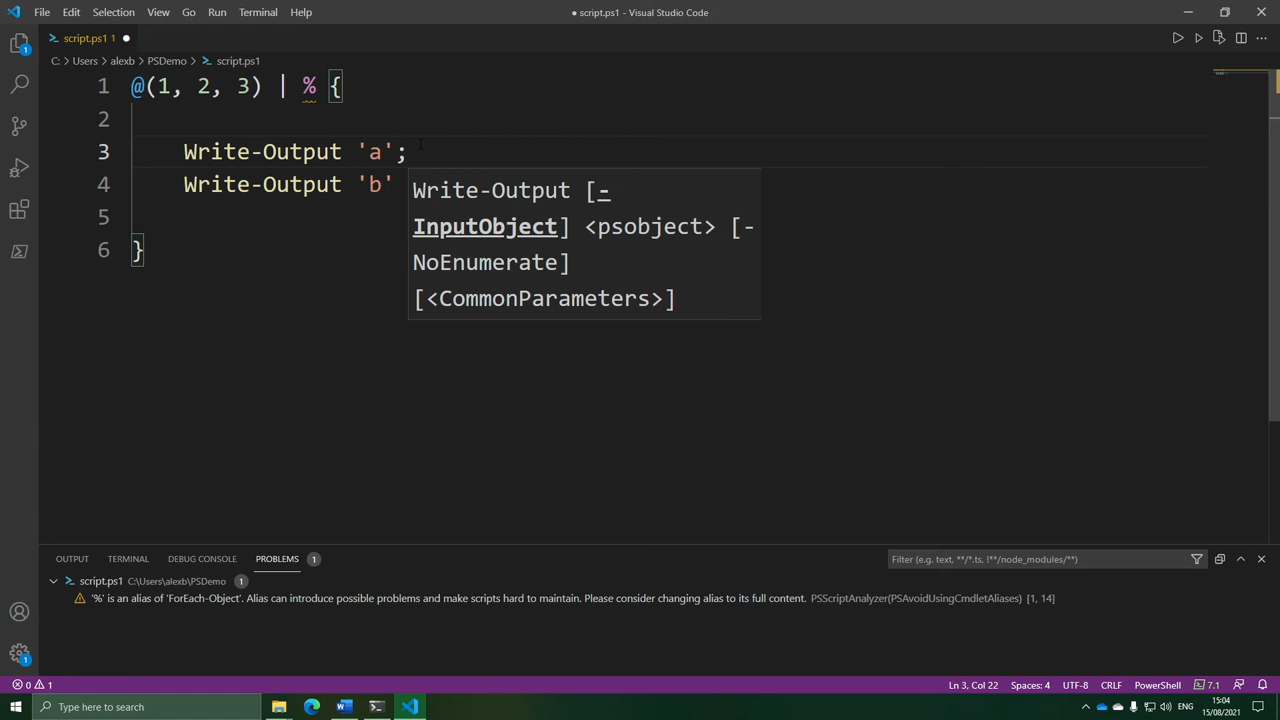 File Edit Selection View Go Run Terminal Help
● script.ps1 - Visual Studio Code
script.ps1 1 ●
C: > Users > alexb > PSDemo > script.ps1
1 @(1, 2, 3) | % {
2
3 Write-Output 'a';
4 Write-Output 'b'
5
6 }
Write-Output [-
InputObject] <psobject> [-
NoEnumerate]
[<CommonParameters>]
1
OUTPUT TERMINAL DEBUG CONSOLE PROBLEMS 1
Filter (e.g. text, **/*.ts, !**/node_modules/**)
script.ps1 C:\Users\alexb\PSDemo 1
'%' is an alias of 'ForEach-Object'. Alias can introduce possible problems and make scripts hard to maintain. Please consider changing alias to its full content. PSScriptAnalyzer(PSAvoidUsingCmdletAliases) [1, 14]
1
0 1 Ln 3, Col 22 Spaces: 4 UTF-8 CRLF PowerShell 7.1
Type here to search
ENG
15:04
15/08/2021